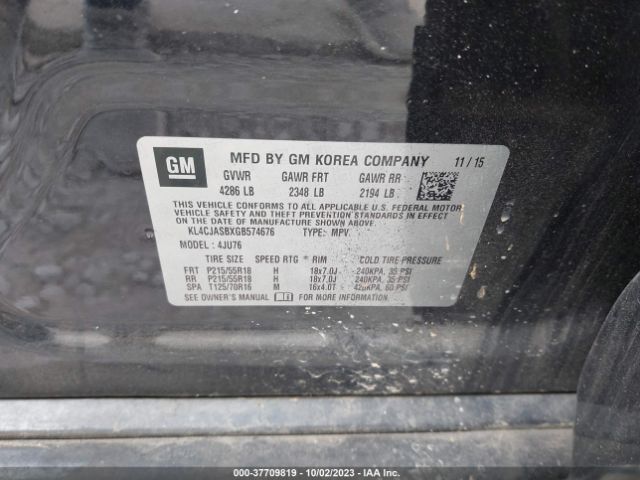 GM
MFD BY GM KOREA COMPANY 11/15
GVWR GAWR FRT GAWR RR
4286 LB 2348 LB 2194 LB
THIS VEHICLE CONFORMS TO ALL APPLICABLE U.S. FEDERAL MOTOR
VEHICLE SAFETY, BUMPER, AND THEFT PREVENTION STANDARDS IN EFFECT
ON THE DATE OF MANUFACTURE SHOWN ABOVE.
KL4CJASBXGB574676 TYPE: MPV.
MODEL: 4JU76
TIRE SIZE SPEED RTG RIM COLD TIRE PRESSURE
FRT P215/55R18 H 18x7.0J 240KPA, 35 PSI
RR P215/55R18 H 18x7.0J 240KPA, 35 PSI
SPA T125/70R16 M 16x4.0T 420KPA, 60 PSI
SEE OWNER'S MANUAL i FOR MORE INFORMATION.
000-37709819 - 10/02/2023 - IAA Inc.